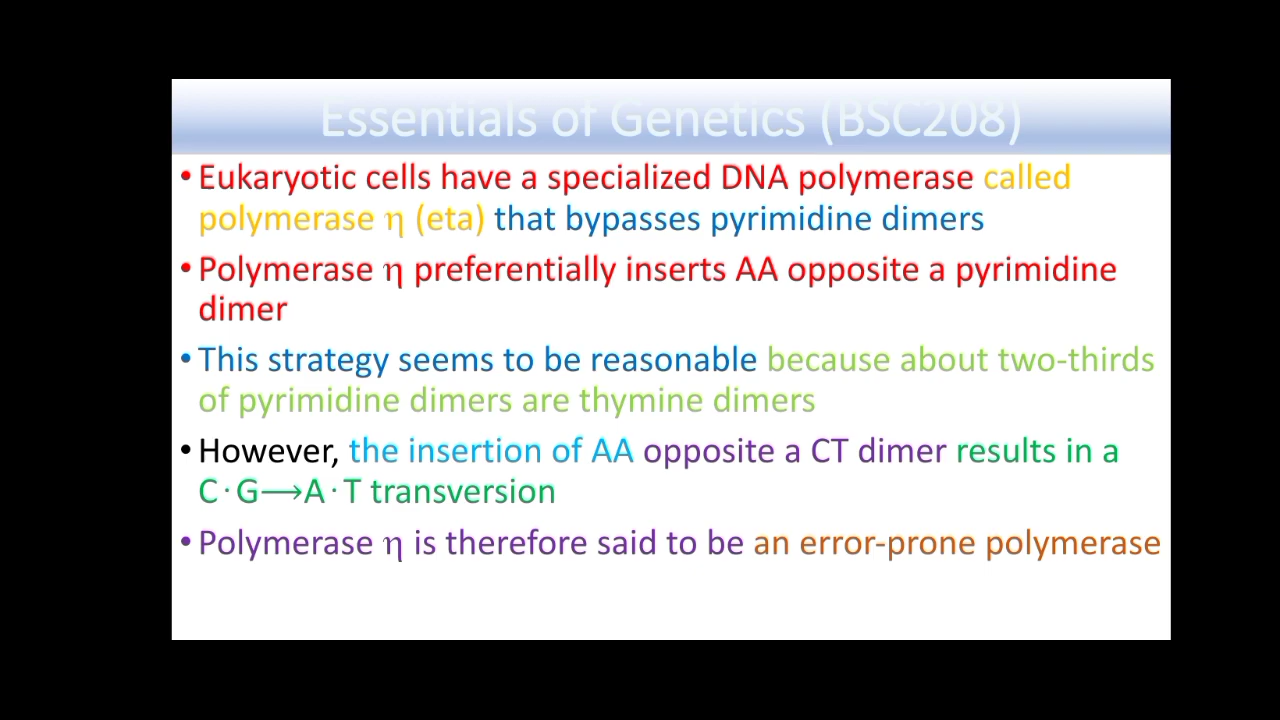 Essentials of Genetics (BSC208)
• Eukaryotic cells have a specialized DNA polymerase called
polymerase η (eta) that bypasses pyrimidine dimers
• Polymerase η preferentially inserts AA opposite a pyrimidine
dimer
• This strategy seems to be reasonable because about two-thirds
of pyrimidine dimers are thymine dimers
• However, the insertion of AA opposite a CT dimer results in a
C·G⟶A·T transversion
• Polymerase η is therefore said to be an error-prone polymerase